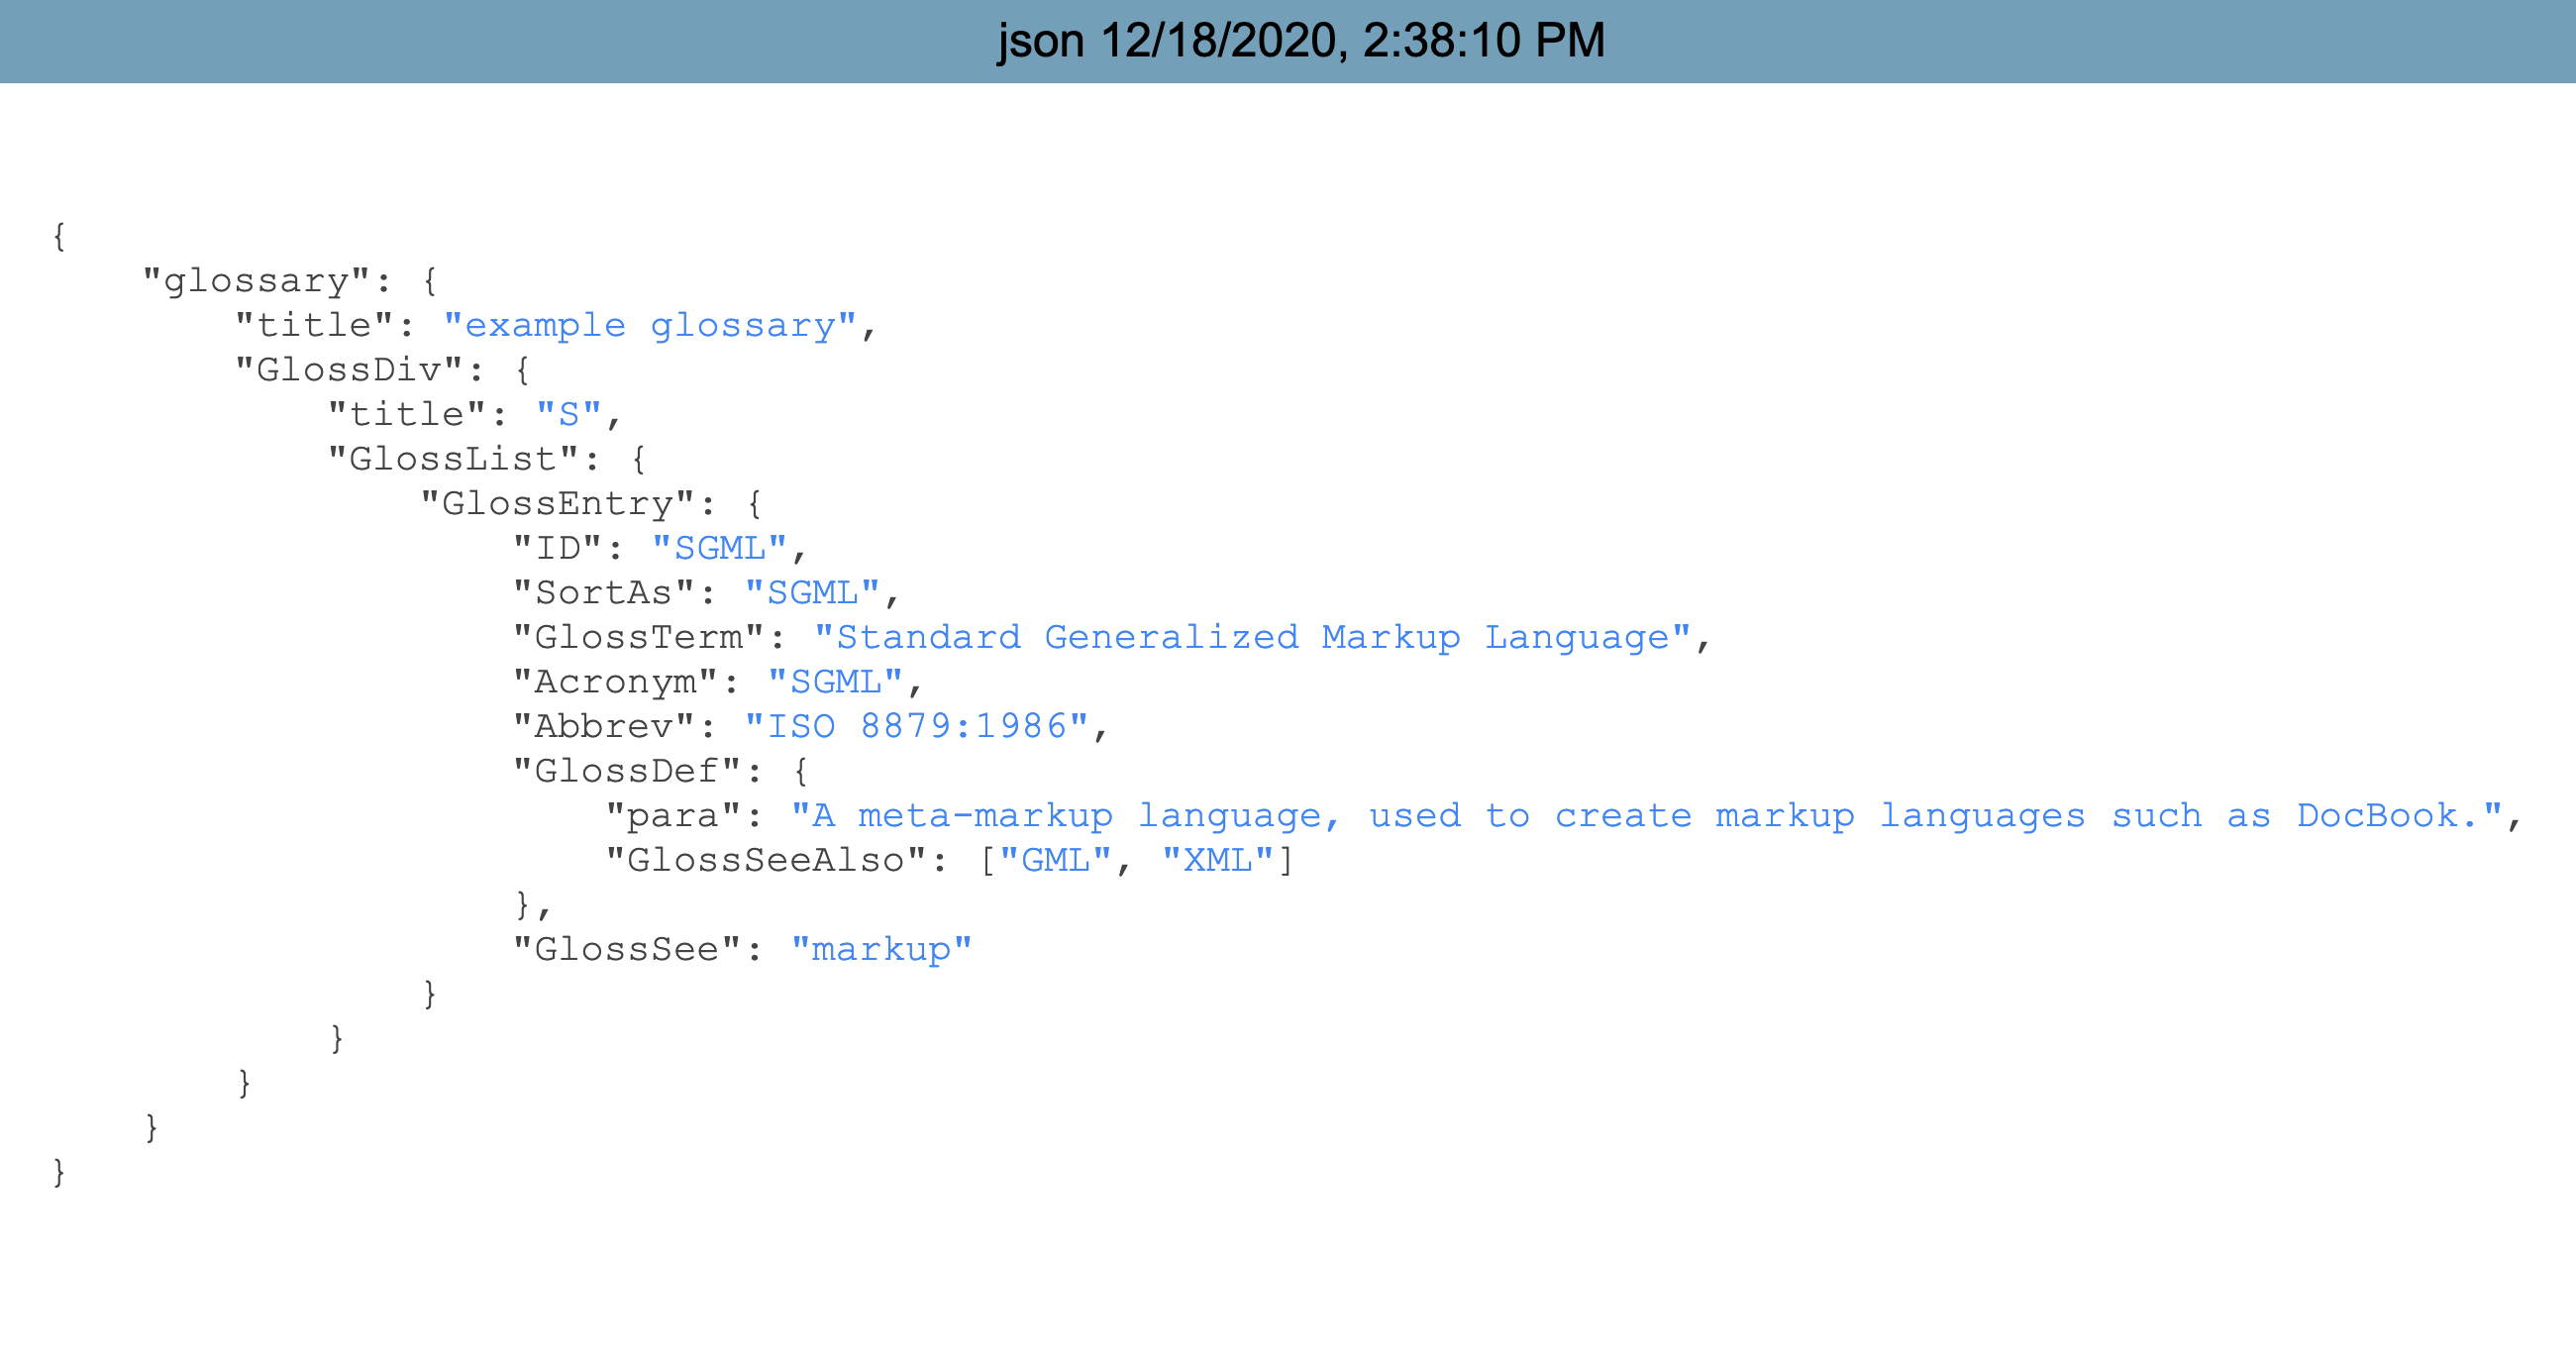 json 12/18/2020, 2:38:10 PM
{
    "glossary": {
        "title": "example glossary",
        "GlossDiv": {
            "title": "S",
            "GlossList": {
                "GlossEntry": {
                    "ID": "SGML",
                    "SortAs": "SGML",
                    "GlossTerm": "Standard Generalized Markup Language",
                    "Acronym": "SGML",
                    "Abbrev": "ISO 8879:1986",
                    "GlossDef": {
                        "para": "A meta-markup language, used to create markup languages such as DocBook.",
                        "GlossSeeAlso": ["GML", "XML"]
                    },
                    "GlossSee": "markup"
                }
            }
        }
    }
}